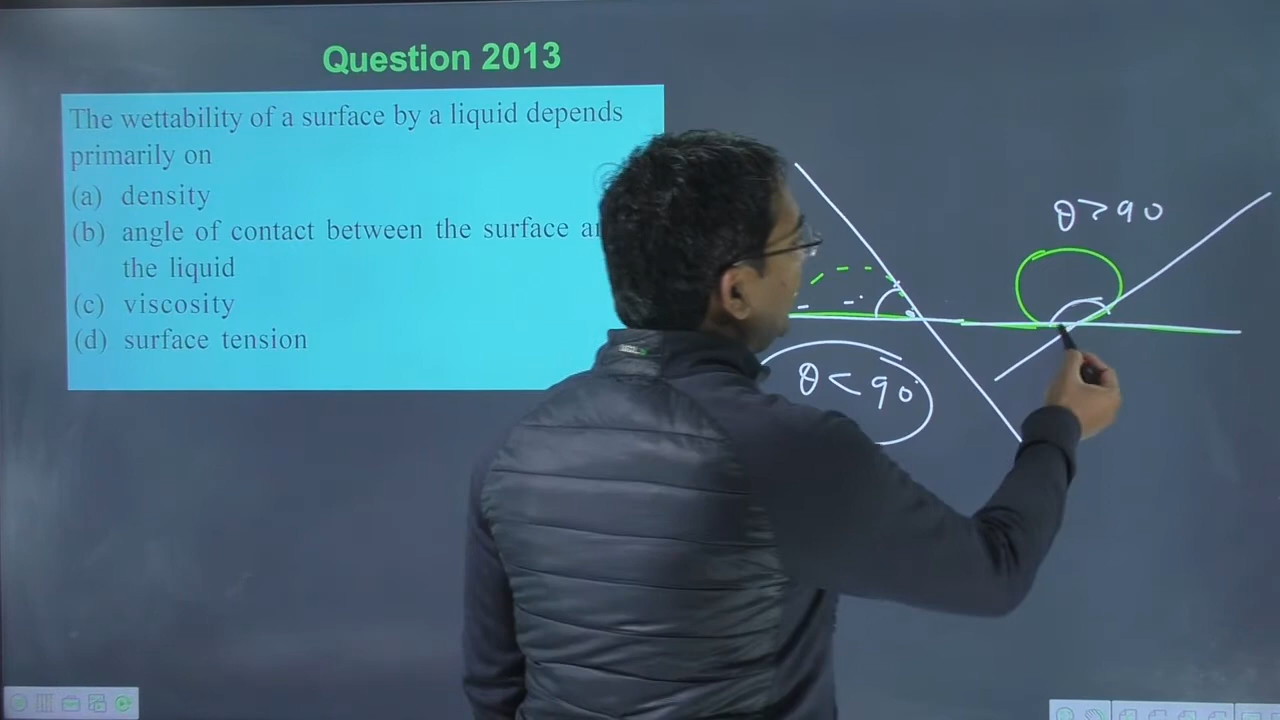 Question 2013
The wettability of a surface by a liquid depends
primarily on
(a) density
(b) angle of contact between the surface
the liquid
(c) viscosity
(d) surface tension
θ > 90
θ < 90°